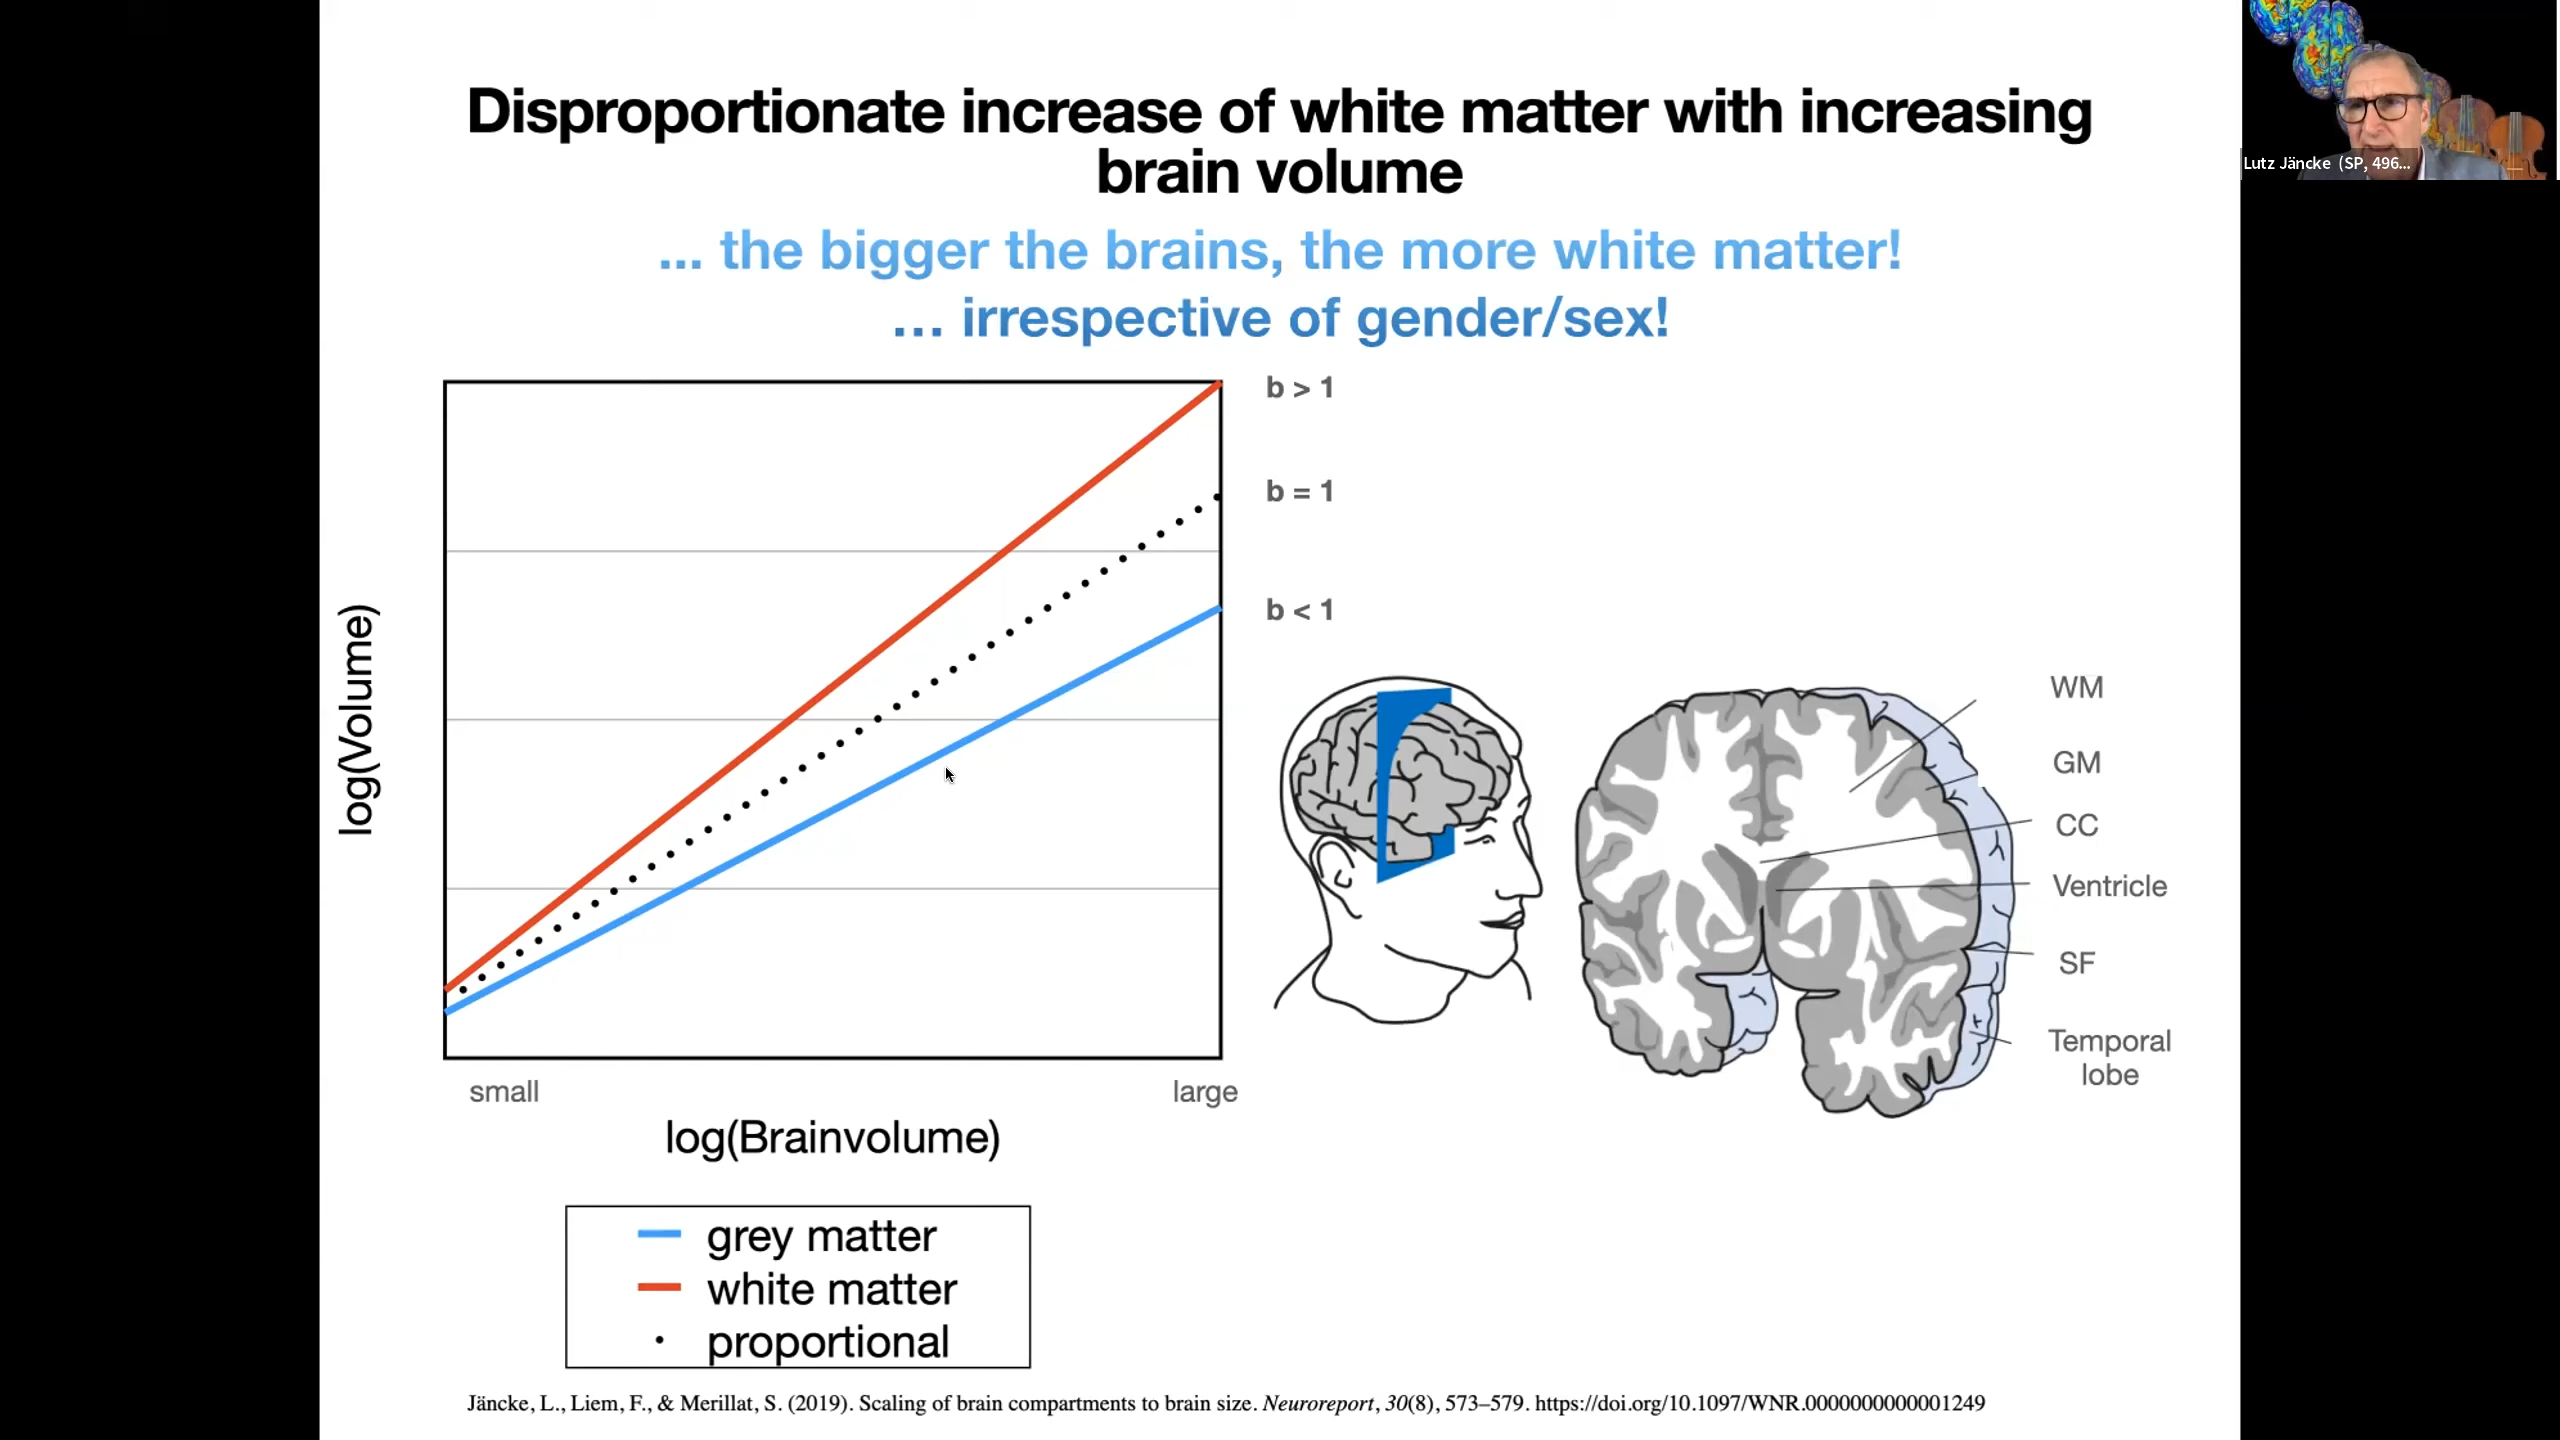 Disproportionate increase of white matter with increasing
brain volume
... the bigger the brains, the more white matter!
... irrespective of gender/sex!
Lutz Jäncke (SP, 496...
b > 1
b = 1
b < 1
log(Volume)
small
large
log(Brainvolume)
WM
GM
CC
Ventricle
SF
Temporal
lobe
grey matter
white matter
proportional
Jäncke, L., Liem, F., & Merillat, S. (2019). Scaling of brain compartments to brain size. Neuroreport, 30(8), 573–579. https://doi.org/10.1097/WNR.0000000000001249